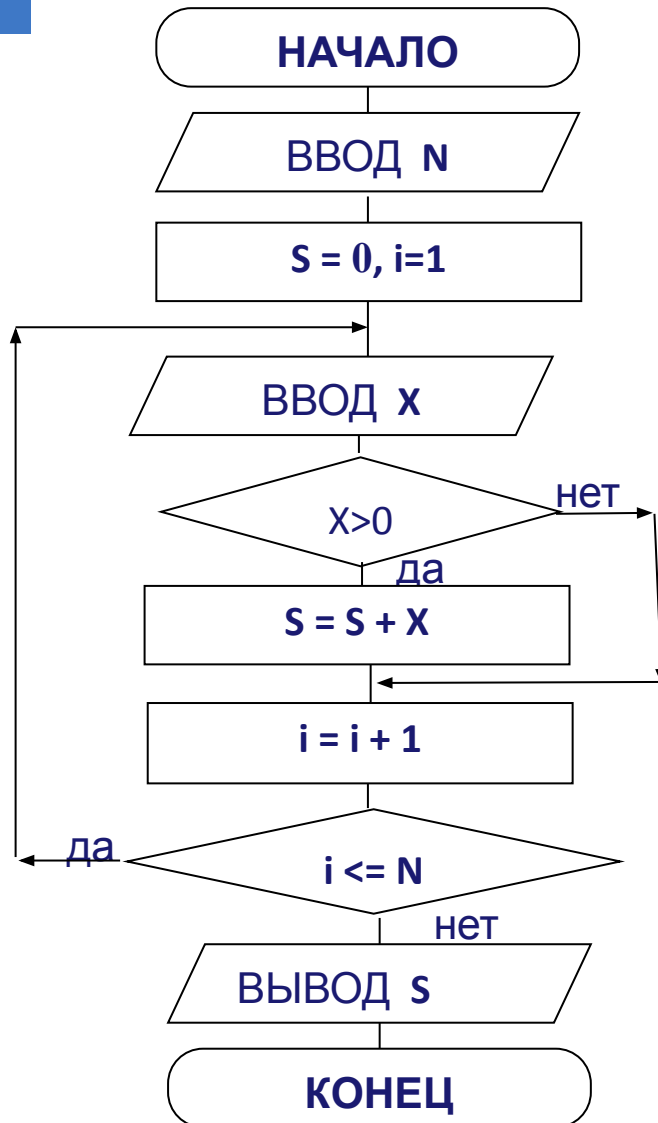 НАЧАЛО
ВВОД N
S = 0, i=1
ВВОД X
X>0
нет
да
S = S + X
i = i + 1
да
i <= N
нет
ВЫВОД S
КОНЕЦ